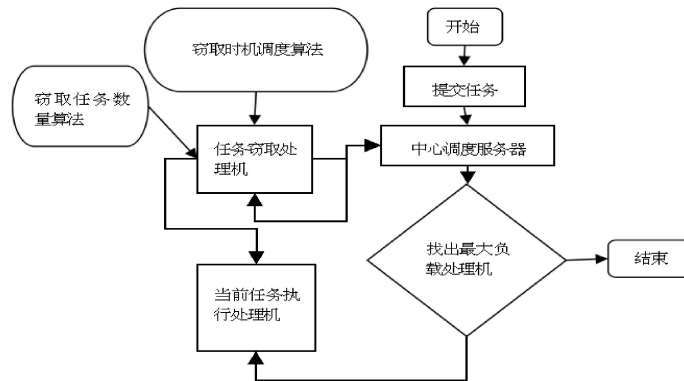 开始
窃取时机调度算法
提交任务
窃取任务数
量算法
任务窃取处
理机
中心调度服务器
找出最大负
载处理机
结束
当前任务执
行处理机